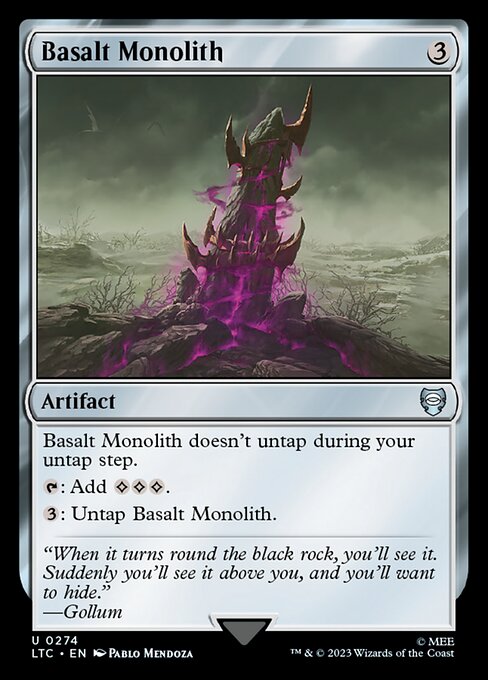 Basalt Monolith 3
Artifact
Basalt Monolith doesn't untap during your
untap step.
: Add .
3: Untap Basalt Monolith.
“When it turns round the black rock, you'll see it.
Suddenly you'll see it above you, and you'll want
to hide.”
—Gollum
U 0274
LTC • EN Pablo Mendoza
© MEE
™ & © 2023 Wizards of the Coast